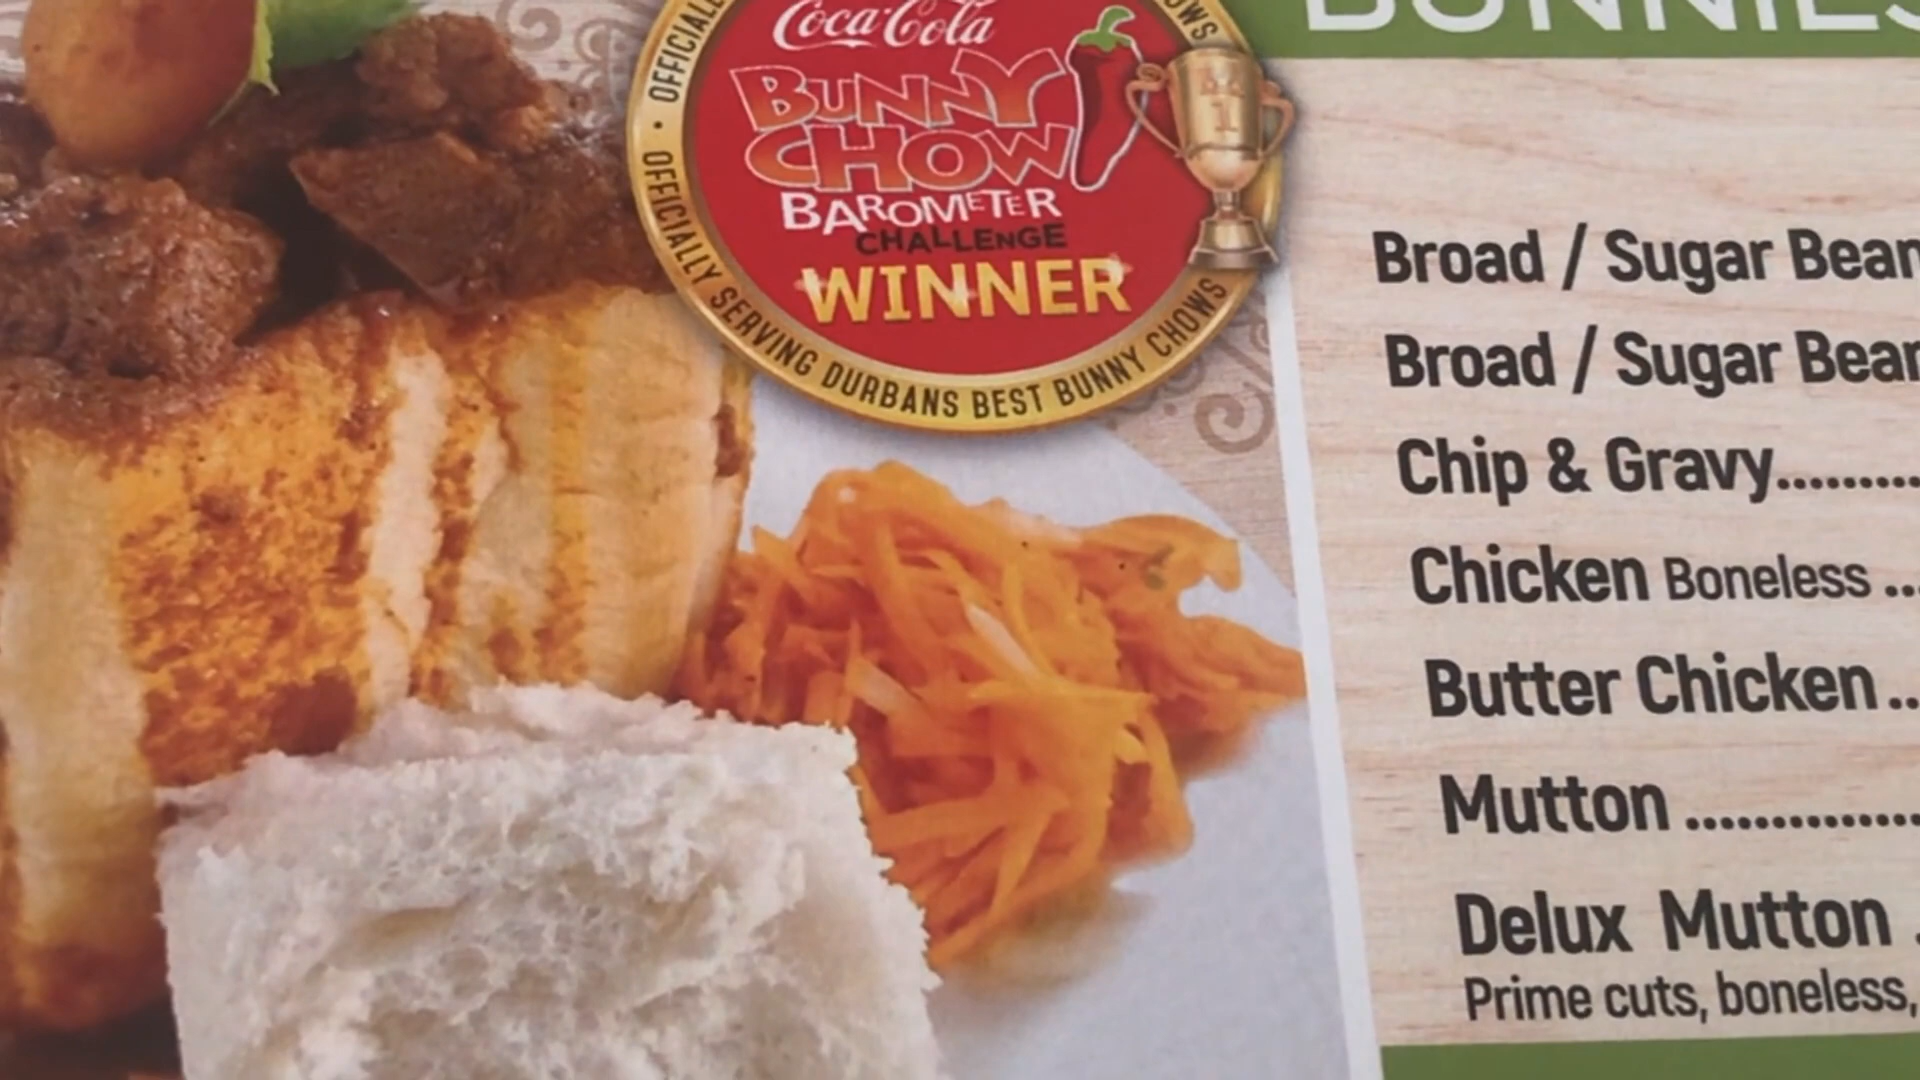 Coca-Cola
BUNNY
CHOW
BAROMETER
CHALLENGE
WINNER
OFFICIALLY SERVING DURBANS BEST BUNNY CHOWS
1
BUNNIES
Broad / Sugar Bean
Broad / Sugar Bean
Chip & Gravy..........
Chicken Boneless ...
Butter Chicken ..
Mutton ..............
Delux Mutton .
Prime cuts, boneless,